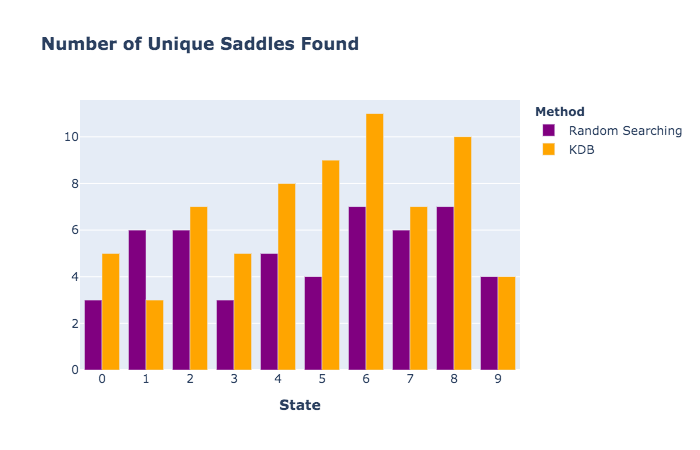 Number of Unique Saddles Found
Method
Random Searching
KDB
10
8
6
4
2
0
0 1 2 3 4 5 6 7 8 9
State